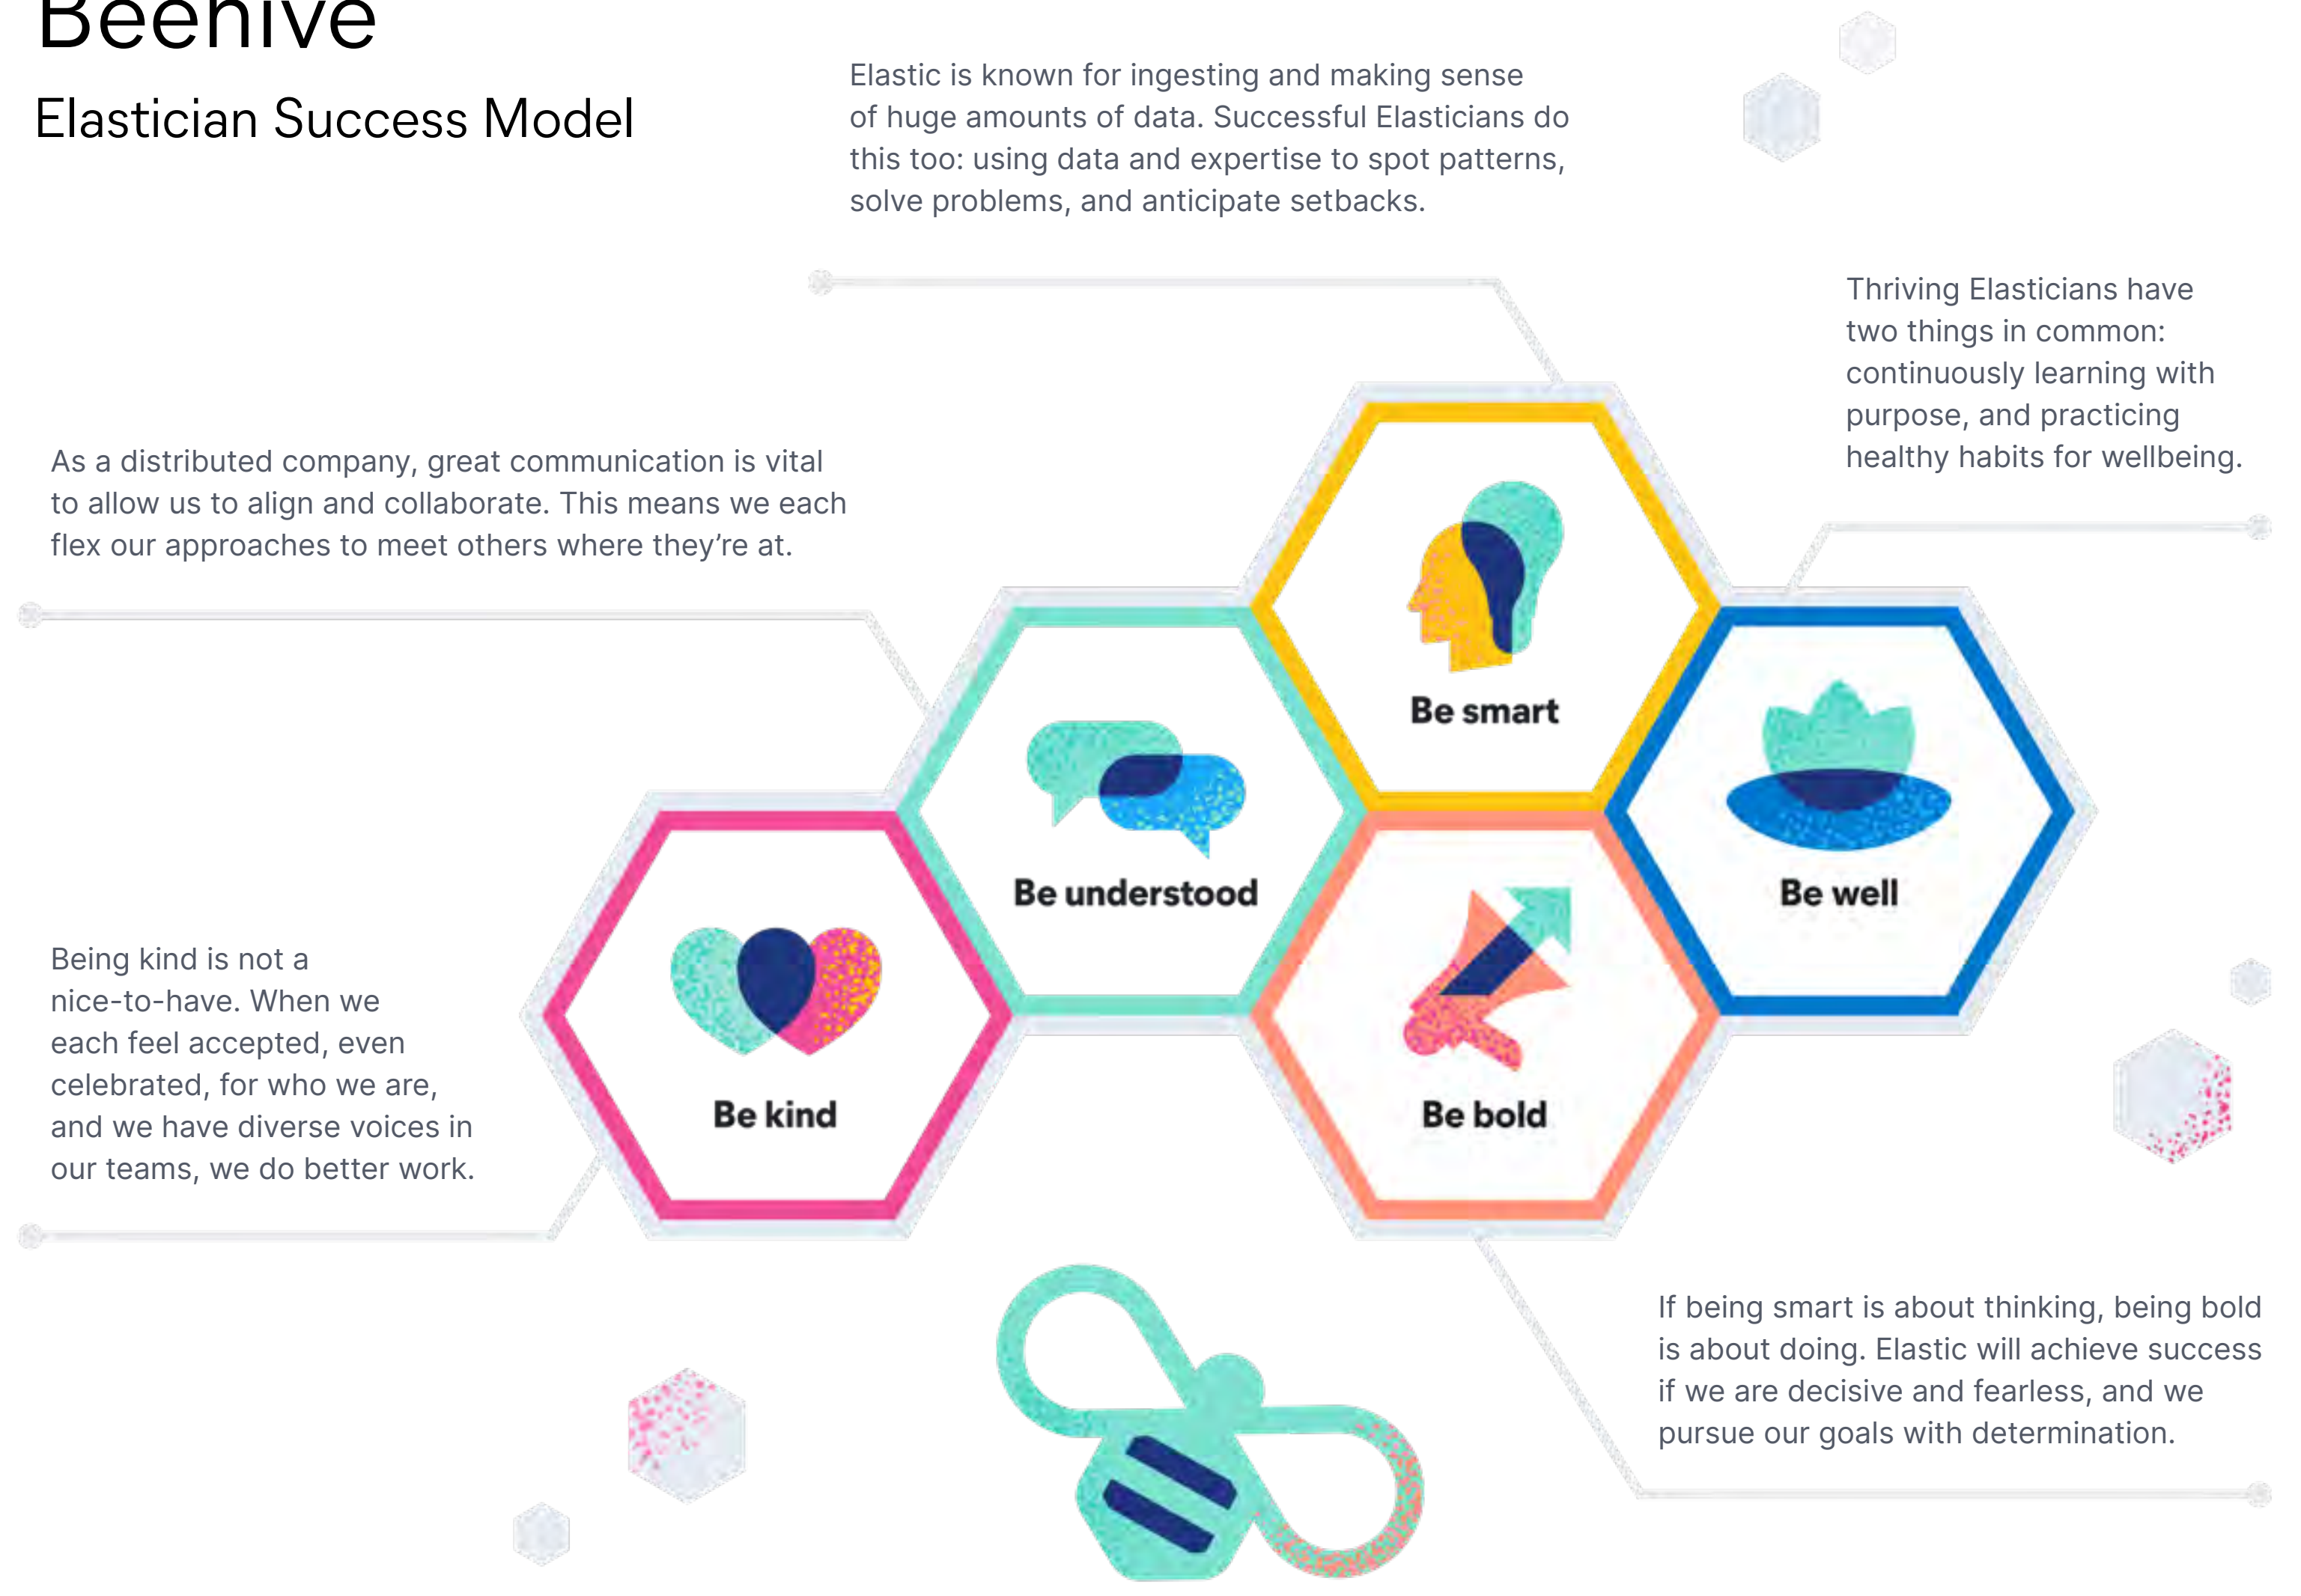 Beehive
Elastician Success Model
Elastic is known for ingesting and making sense
of huge amounts of data. Successful Elasticians do
this too: using data and expertise to spot patterns,
solve problems, and anticipate setbacks.
Thriving Elasticians have
two things in common:
continuously learning with
purpose, and practicing
healthy habits for wellbeing.
As a distributed company, great communication is vital
to allow us to align and collaborate. This means we each
flex our approaches to meet others where they’re at.
Be smart
Be understood
Be well
Being kind is not a
nice-to-have. When we
each feel accepted, even
celebrated, for who we are,
and we have diverse voices in
our teams, we do better work.
Be kind
Be bold
If being smart is about thinking, being bold
is about doing. Elastic will achieve success
if we are decisive and fearless, and we
pursue our goals with determination.